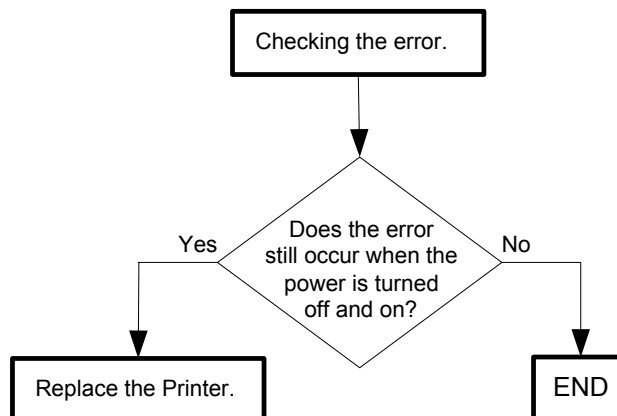 Checking the error.
Does the error
still occur when the
power is turned
off and on?
Yes
No
Replace the Printer.
END